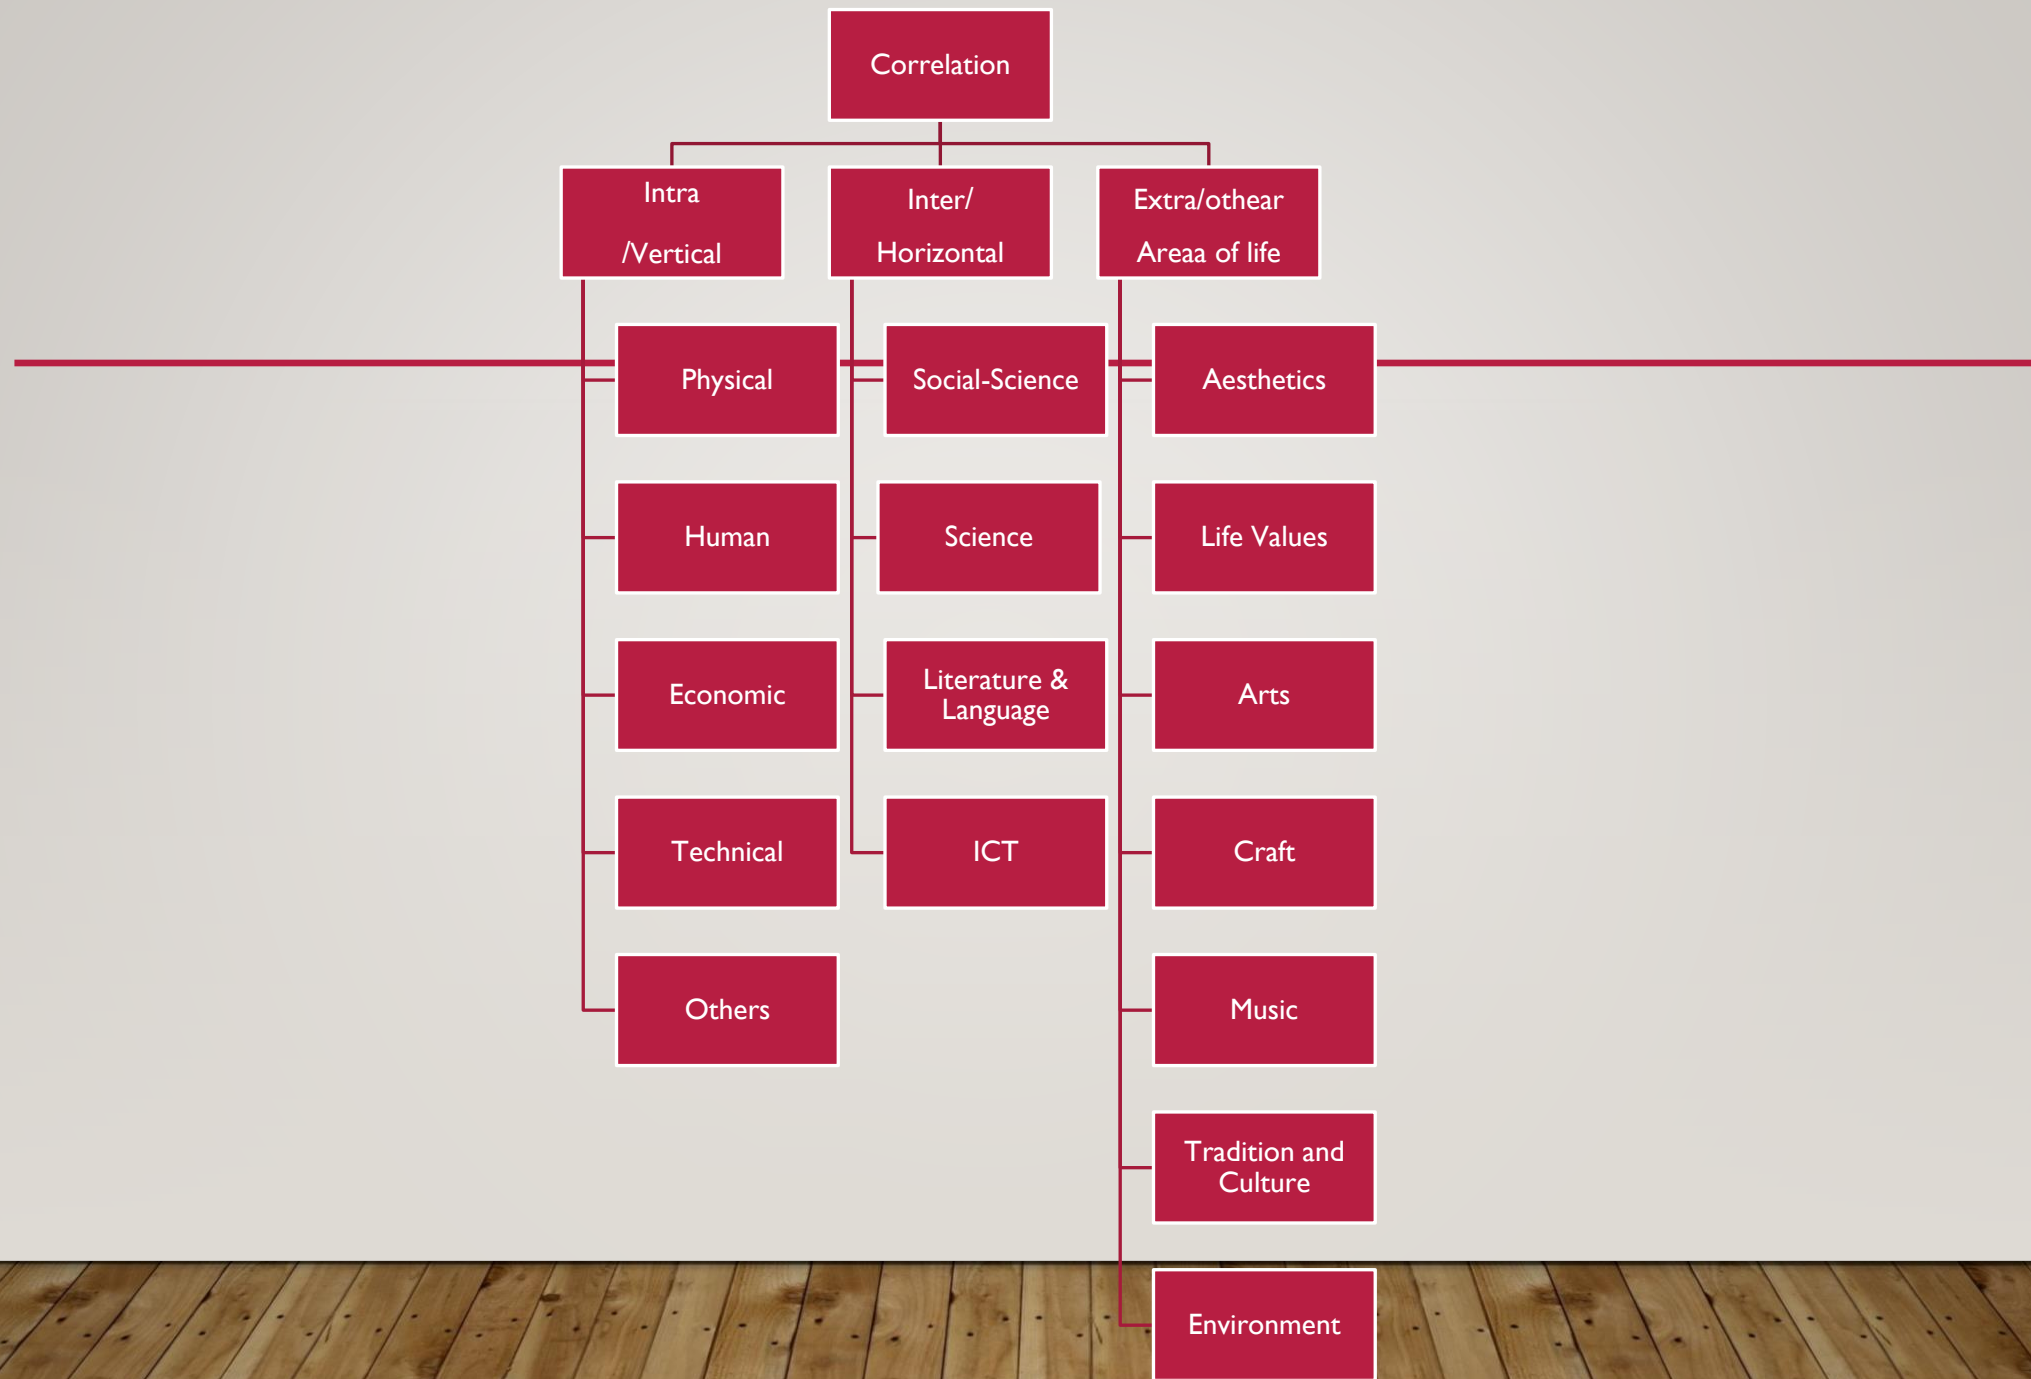 Correlation
Intra
/Vertical
Inter/
Horizontal
Extra/othear
Areaa of life
Physical
Social-Science
Aesthetics
Human
Science
Life Values
Economic
Literature &
Language
Arts
Technical
ICT
Craft
Others
Music
Tradition and
Culture
Environment